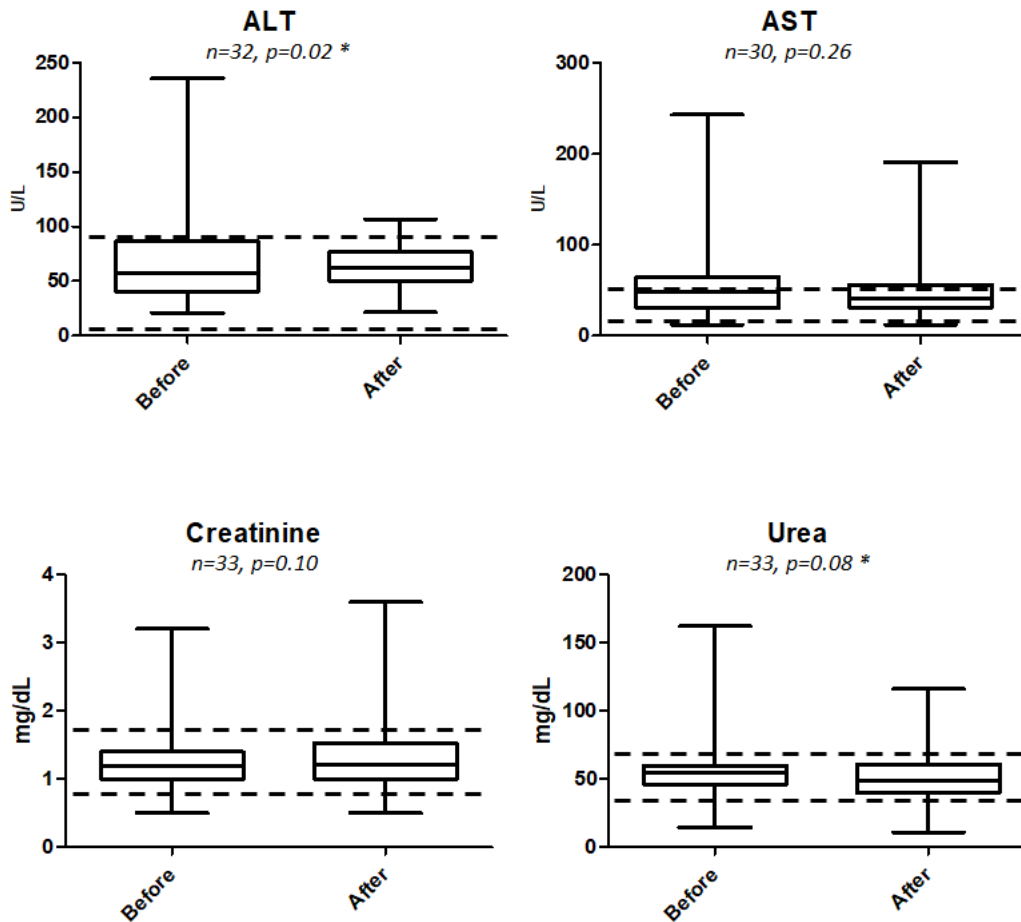 ALT
n=32, p=0.02 *
250
200
150
100
50
0
U/L
Before
After
AST
n=30, p=0.26
300
200
100
0
U/L
Before
After
Creatinine
n=33, p=0.10
4
3
2
1
0
mg/dL
Before
After
Urea
n=33, p=0.08 *
200
150
100
50
0
mg/dL
Before
After